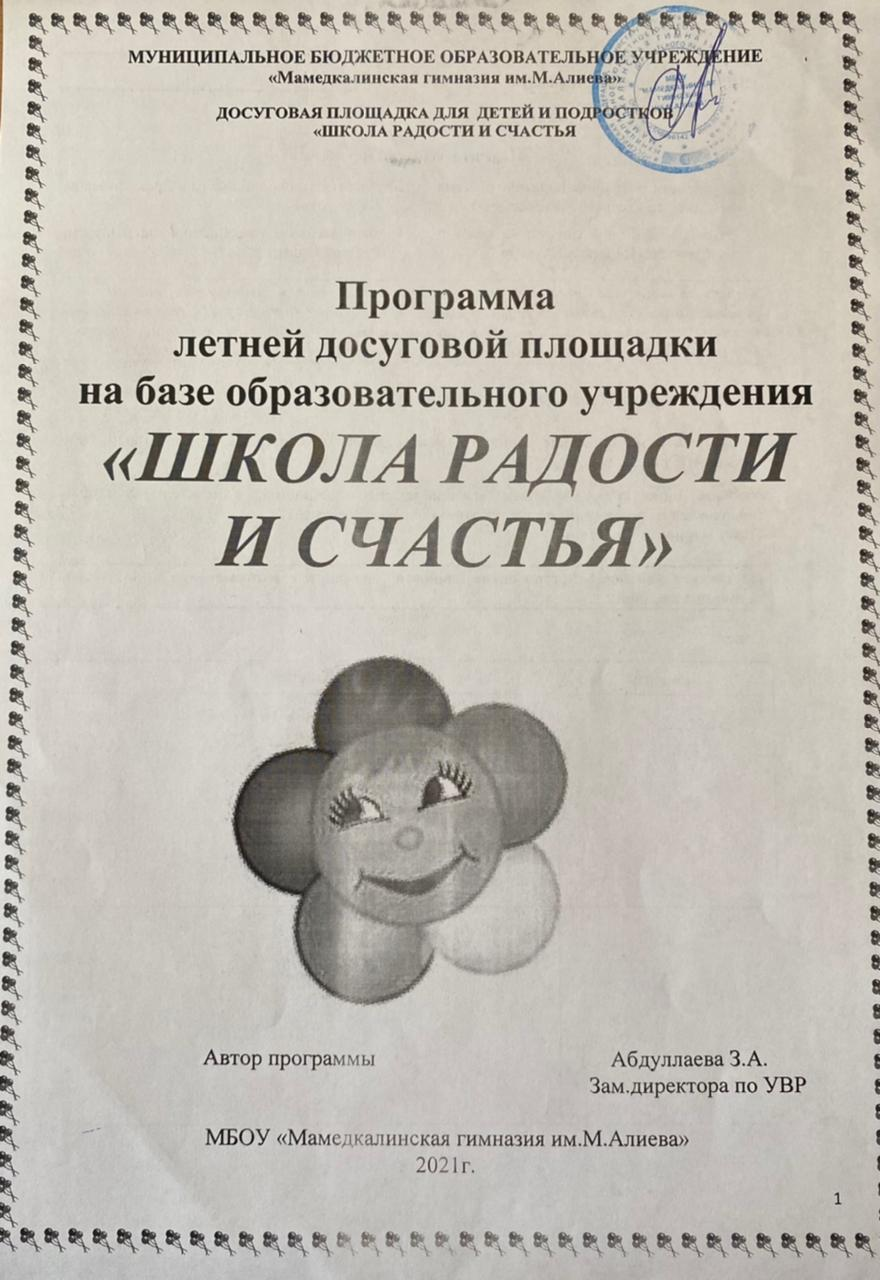 МУНИЦИПАЛЬНОЕ БЮДЖЕТНОЕ ОБРАЗОВАТЕЛЬНОЕ УЧРЕЖДЕНИЕ
«Мамедкалинская гимназия им.М.Алиева»
ДОСУГОВАЯ ПЛОЩАДКА ДЛЯ ДЕТЕЙ И ПОДРОСТКОВ
«ШКОЛА РАДОСТИ И СЧАСТЬЯ
Программа
летней досуговой площадки
на базе образовательного учреждения
«ШКОЛА РАДОСТИ
И СЧАСТЬЯ»
Автор программы Абдуллаева З.А.
Зам.директора по УВР
МБОУ «Мамедкалинская гимназия им.М.Алиева»
2021г.
1